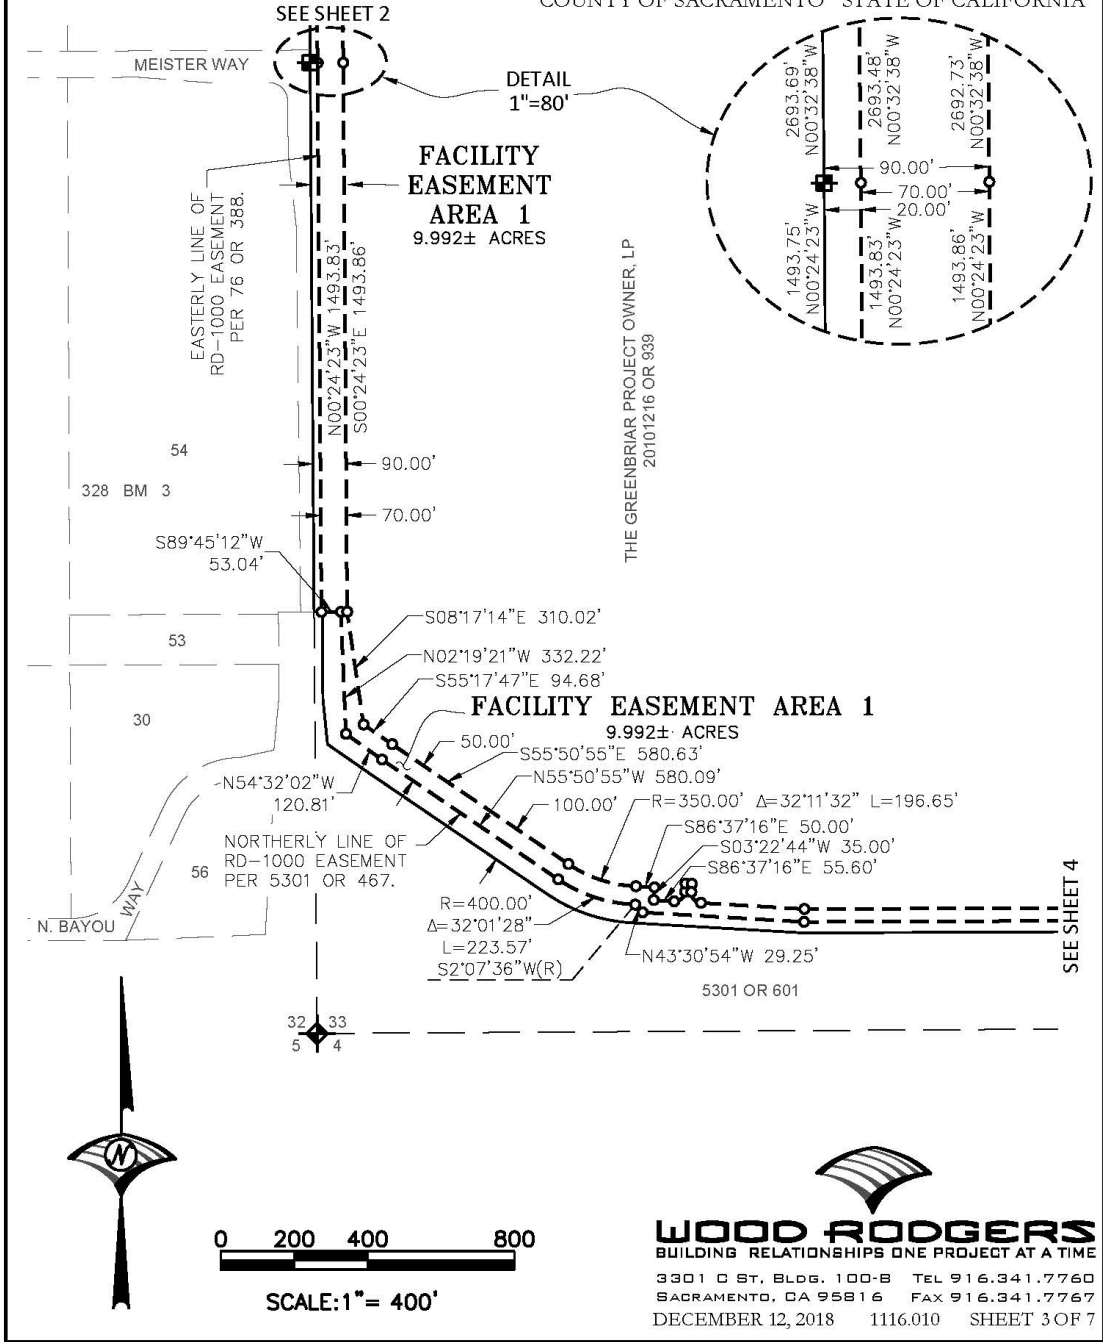 COUNTY OF SACRAMENTO STATE OF CALIFORNIA
SEE SHEET 2
MEISTER WAY
DETAIL
1"=80'
2693.69'
N00°32'38"W
2693.48'
N00°32'38"W
2692.73'
N00°32'38"W
90.00'
70.00'
20.00'
1493.75'
N00°24'23"W
1493.83'
N00°24'23"W
1493.86'
N00°24'23"W
FACILITY
EASEMENT
AREA 1
9.992± ACRES
EASTERLY LINE OF
RD-1000 EASEMENT
PER 76 OR 388.
N00°24'23"W 1493.83'
S00°24'23"E 1493.86'
THE GREENBRIAR PROJECT OWNER, LP
20101216 OR 939
54
328 BM 3
90.00'
70.00'
S89°45'12"W
53.04'
53
30
S08°17'14"E 310.02'
N02°19'21"W 332.22'
S55°17'47"E 94.68'
FACILITY EASEMENT AREA 1
9.992± ACRES
50.00'
S55°50'55"E 580.63'
N55°50'55"W 580.09'
100.00'
R=350.00' Δ=32°11'32" L=196.65'
S86°37'16"E 50.00'
S03°22'44"W 35.00'
S86°37'16"E 55.60'
N54°32'02"W
120.81'
NORTHERLY LINE OF
RD-1000 EASEMENT
PER 5301 OR 467.
56
N. BAYOU
WAY
R=400.00'
Δ=32°01'28"
L=223.57'
S2°07'36"W(R)
N43°30'54"W 29.25'
5301 OR 601
SEE SHEET 4
32 33
5 4
N
0 200 400 800
SCALE:1"= 400'
WOOD RODGERS
BUILDING RELATIONSHIPS ONE PROJECT AT A TIME
3301 C ST, BLDG. 100-B TEL 916.341.7760
SACRAMENTO, CA 95816 FAX 916.341.7767
DECEMBER 12, 2018 1116.010 SHEET 3 OF 7